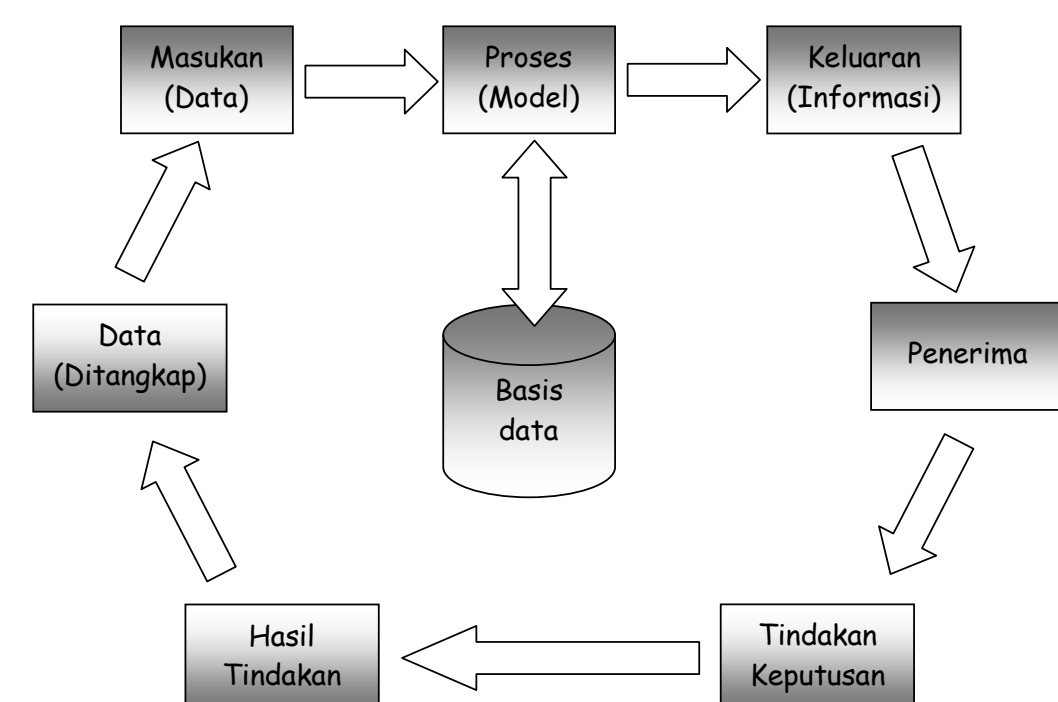 Masukan
(Data)
Proses
(Model)
Keluaran
(Informasi)
Data
(Ditangkap)
Basis
data
Penerima
Hasil
Tindakan
Tindakan
Keputusan